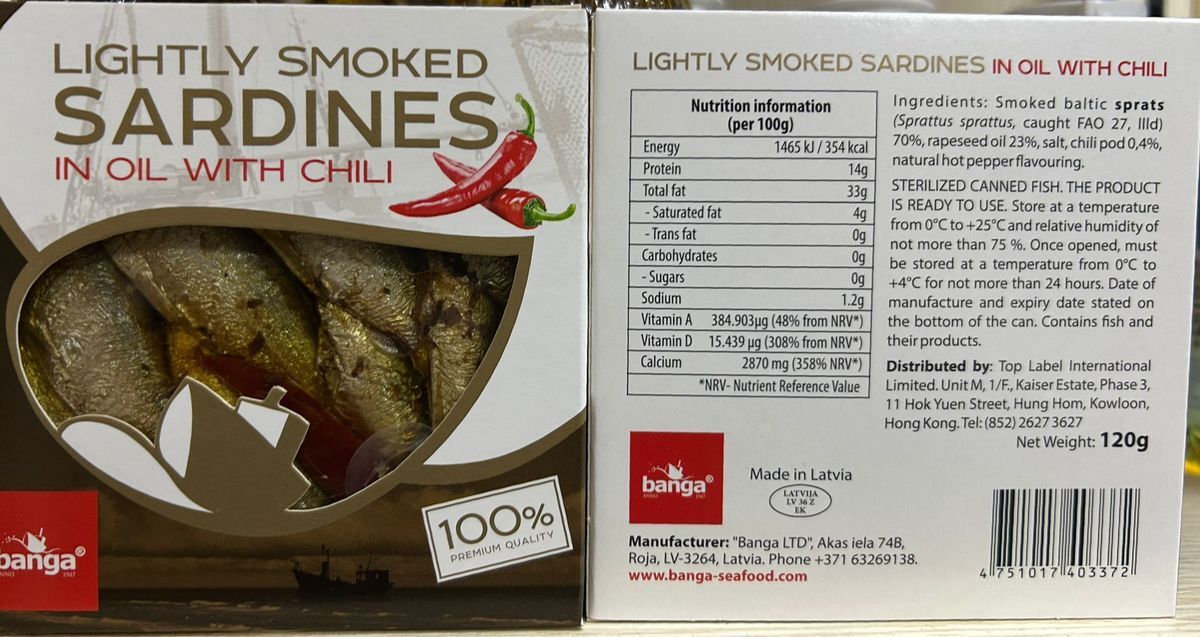 LIGHTLY SMOKED
SARDINES
IN OIL WITH CHILI
banga®
ANNO 1947
100%
PREMIUM QUALITY
LIGHTLY SMOKED SARDINES IN OIL WITH CHILI
Nutrition information
(per 100g)
Energy 1465 kJ / 354 kcal
Protein 14g
Total fat 33g
- Saturated fat 4g
- Trans fat 0g
Carbohydrates 0g
- Sugars 0g
Sodium 1.2g
Vitamin A 384.903µg (48% from NRV*)
Vitamin D 15.439 µg (308% from NRV*)
Calcium 2870 mg (358% NRV*)
*NRV- Nutrient Reference Value
Ingredients: Smoked baltic sprats
(Sprattus sprattus, caught FAO 27, IIId)
70%, rapeseed oil 23%, salt, chili pod 0,4%,
natural hot pepper flavouring.
STERILIZED CANNED FISH. THE PRODUCT
IS READY TO USE. Store at a temperature
from 0°C to +25°C and relative humidity of
not more than 75 %. Once opened, must
be stored at a temperature from 0°C to
+4°C for not more than 24 hours. Date of
manufacture and expiry date stated on
the bottom of the can. Contains fish and
their products.
Distributed by: Top Label International
Limited. Unit M, 1/F., Kaiser Estate, Phase 3,
11 Hok Yuen Street, Hung Hom, Kowloon,
Hong Kong. Tel: (852) 2627 3627
Net Weight: 120g
banga®
ANNO 1947
Made in Latvia
LATVIJA
LV 36 Z
EK
Manufacturer: "Banga LTD", Akas iela 74B,
Roja, LV-3264, Latvia. Phone +371 63269138.
www.banga-seafood.com
4 751017 403372